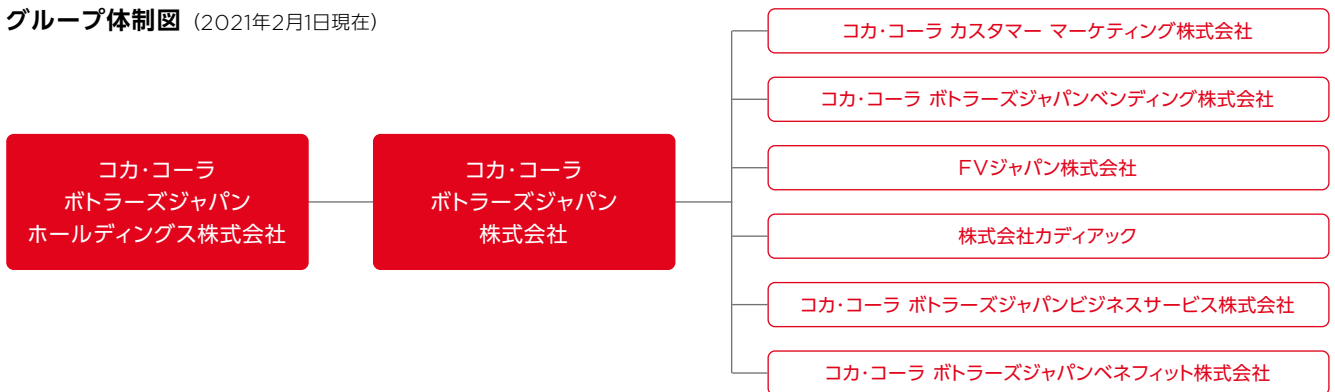 グループ体制図（2021年2月1日現在）
コカ・コーラ
ボトラーズジャパン
ホールディングス株式会社
コカ・コーラ
ボトラーズジャパン
株式会社
コカ・コーラ カスタマー マーケティング株式会社
コカ・コーラ ボトラーズジャパンベンディング株式会社
FVジャパン株式会社
株式会社カディアック
コカ・コーラ ボトラーズジャパンビジネスサービス株式会社
コカ・コーラ ボトラーズジャパンベネフィット株式会社